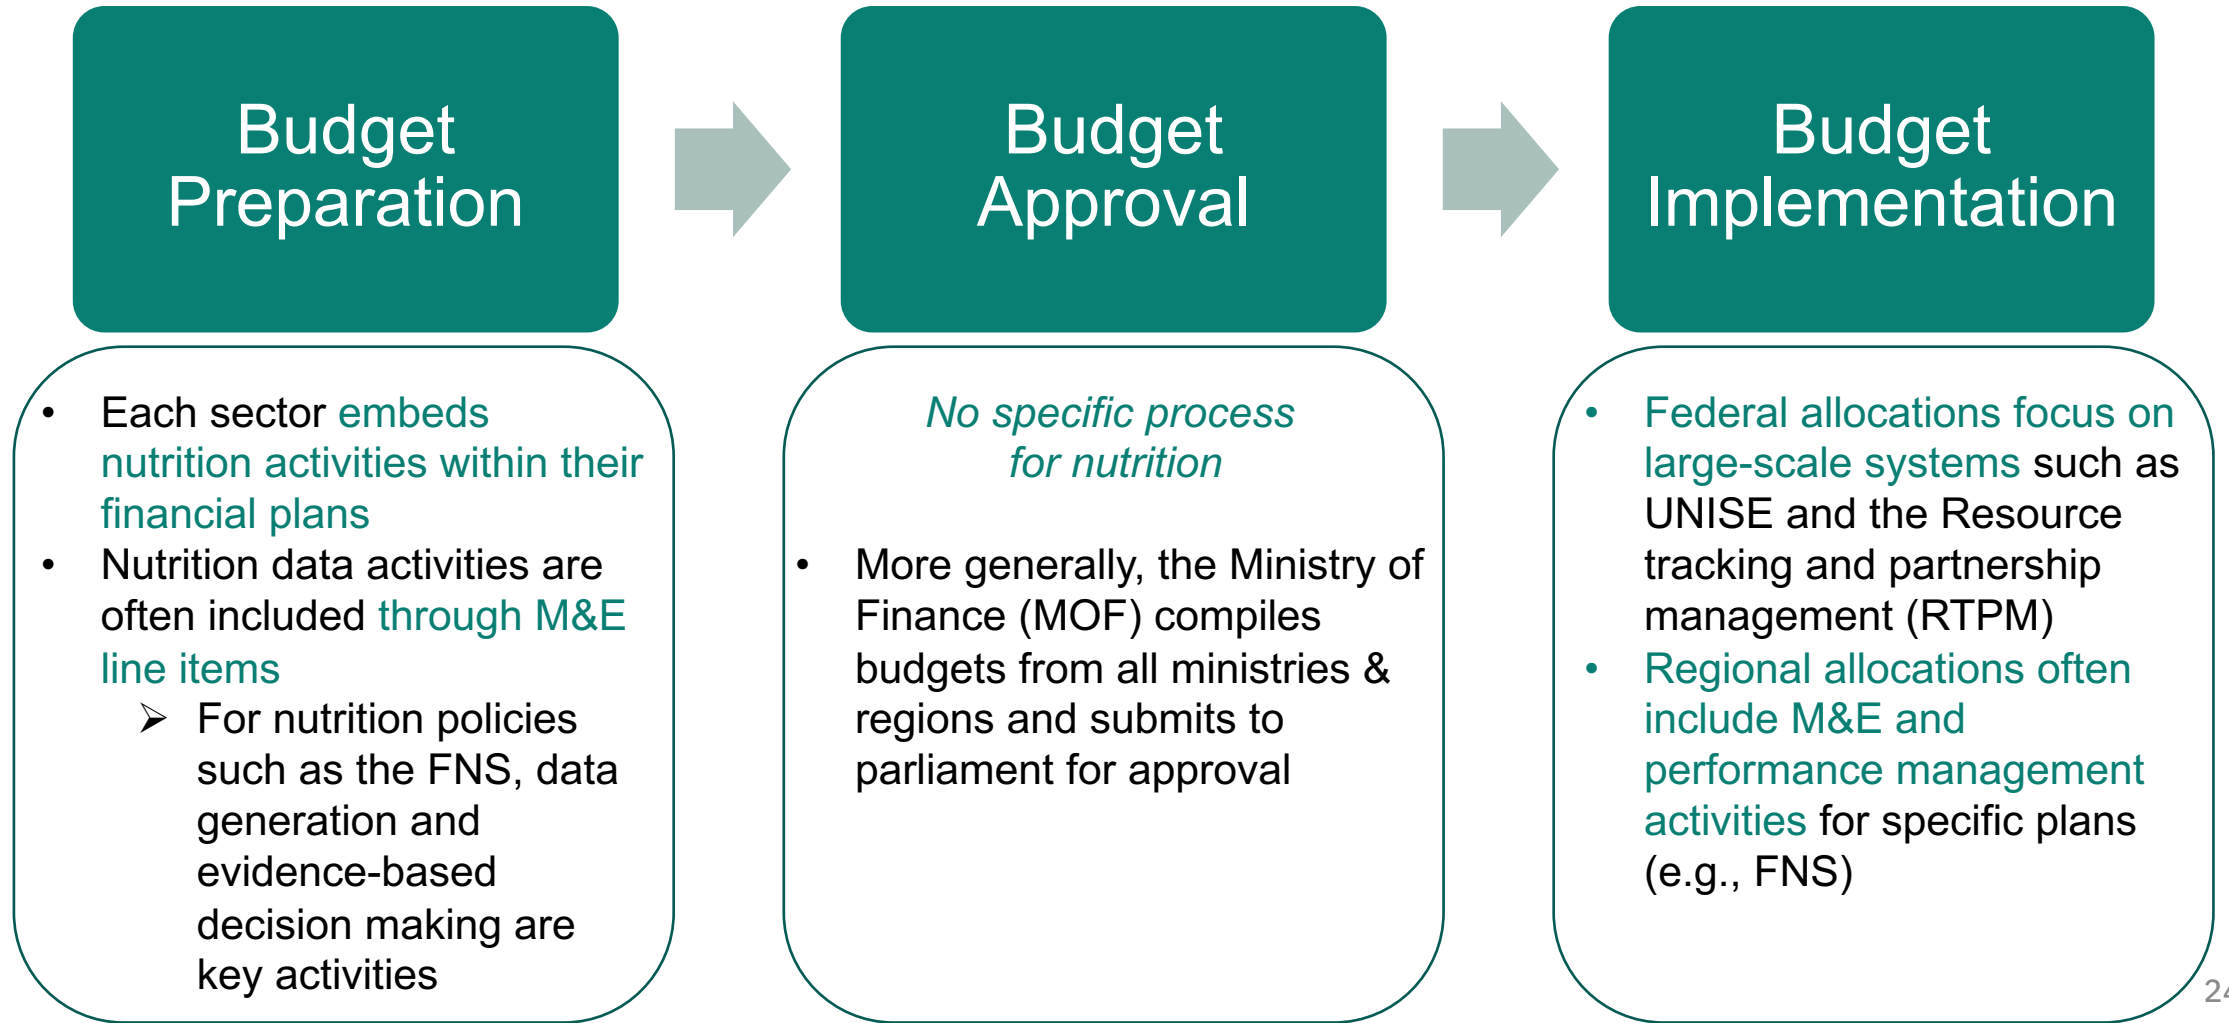 Budget
Preparation
Budget
Approval
Budget
Implementation
• Each sector embeds
nutrition activities within their
financial plans
• Nutrition data activities are
often included through M&E
line items
➢ For nutrition policies
such as the FNS, data
generation and
evidence-based
decision making are
key activities
No specific process
for nutrition
• More generally, the Ministry of
Finance (MOF) compiles
budgets from all ministries &
regions and submits to
parliament for approval
• Federal allocations focus on
large-scale systems such as
UNISE and the Resource
tracking and partnership
management (RTPM)
• Regional allocations often
include M&E and
performance management
activities for specific plans
(e.g., FNS)
24